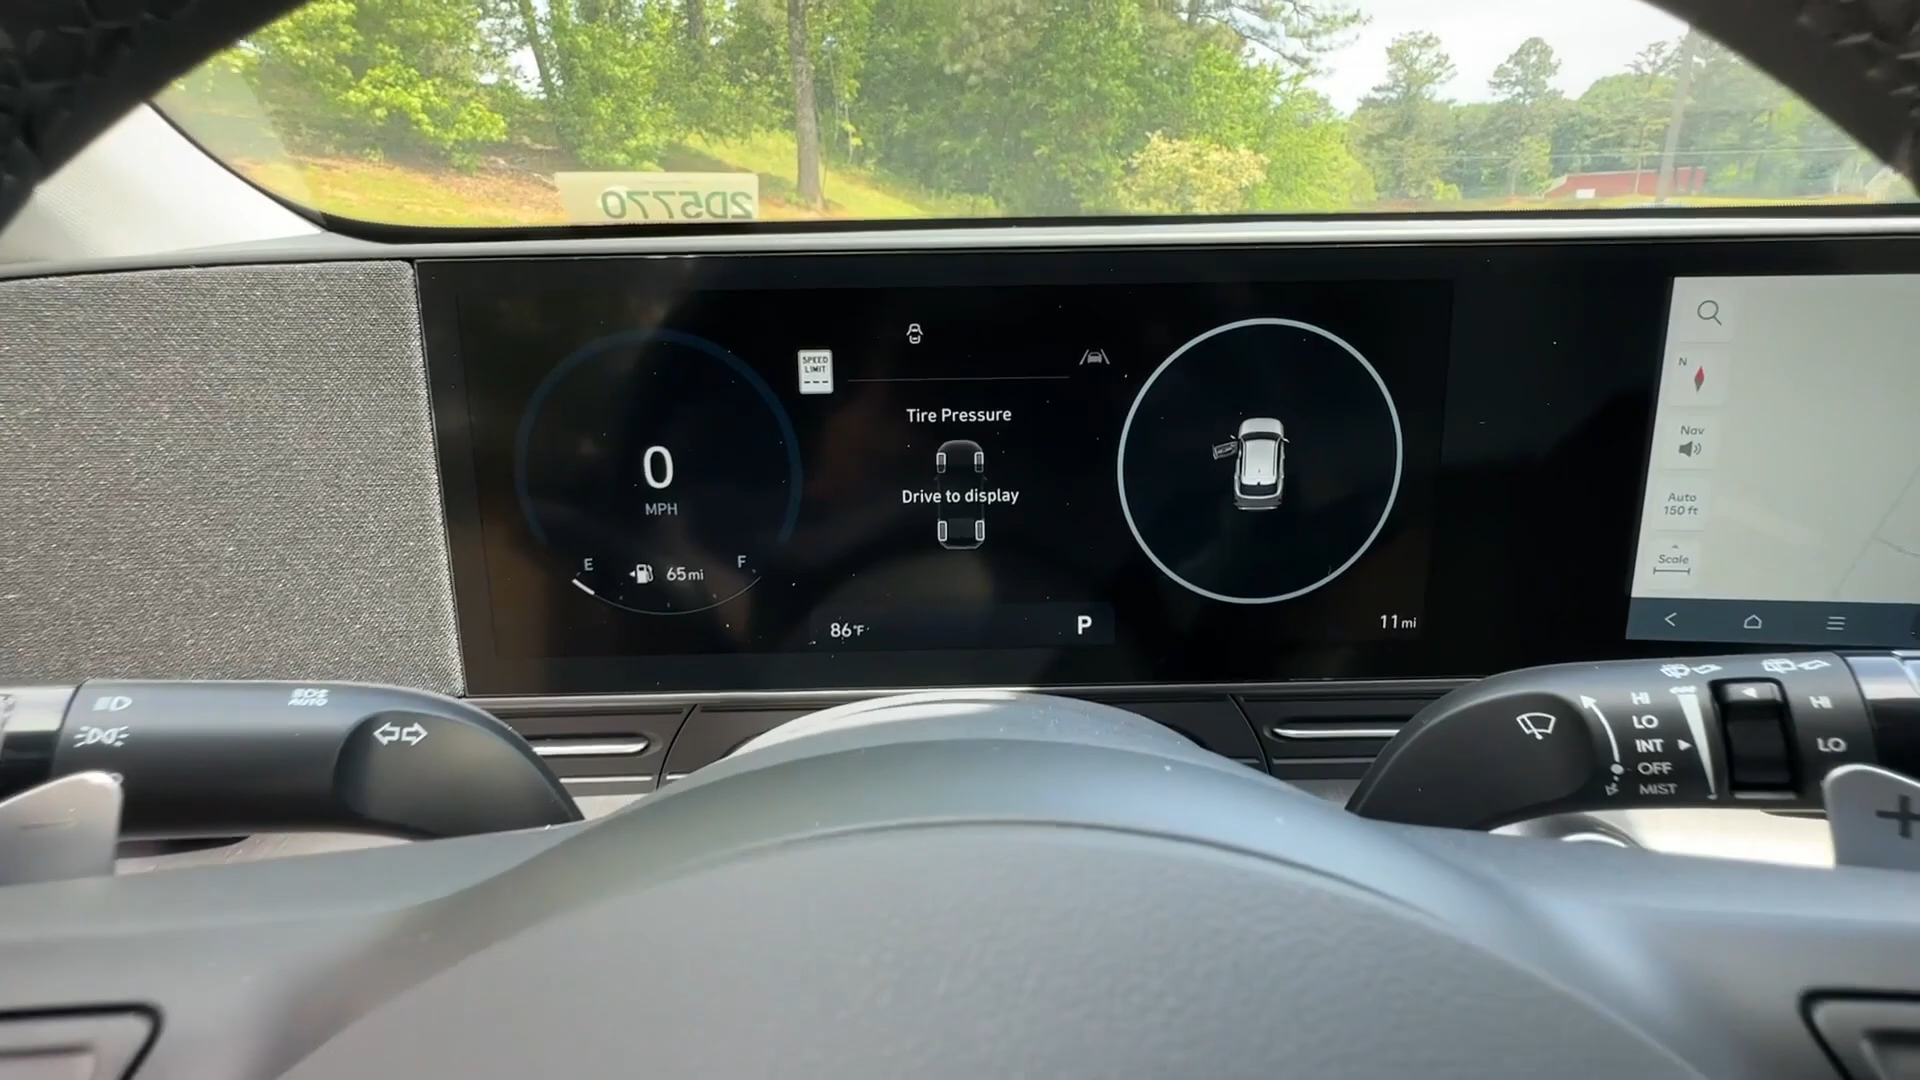 2D5770
SPEED
LIMIT
---
Tire Pressure
Drive to display
0
MPH
E
F
65mi
86°F
P
11mi
N
Nav
Auto
150 ft
Scale
AUTO
HI
LO
INT
OFF
MIST
HI
LO
-
+